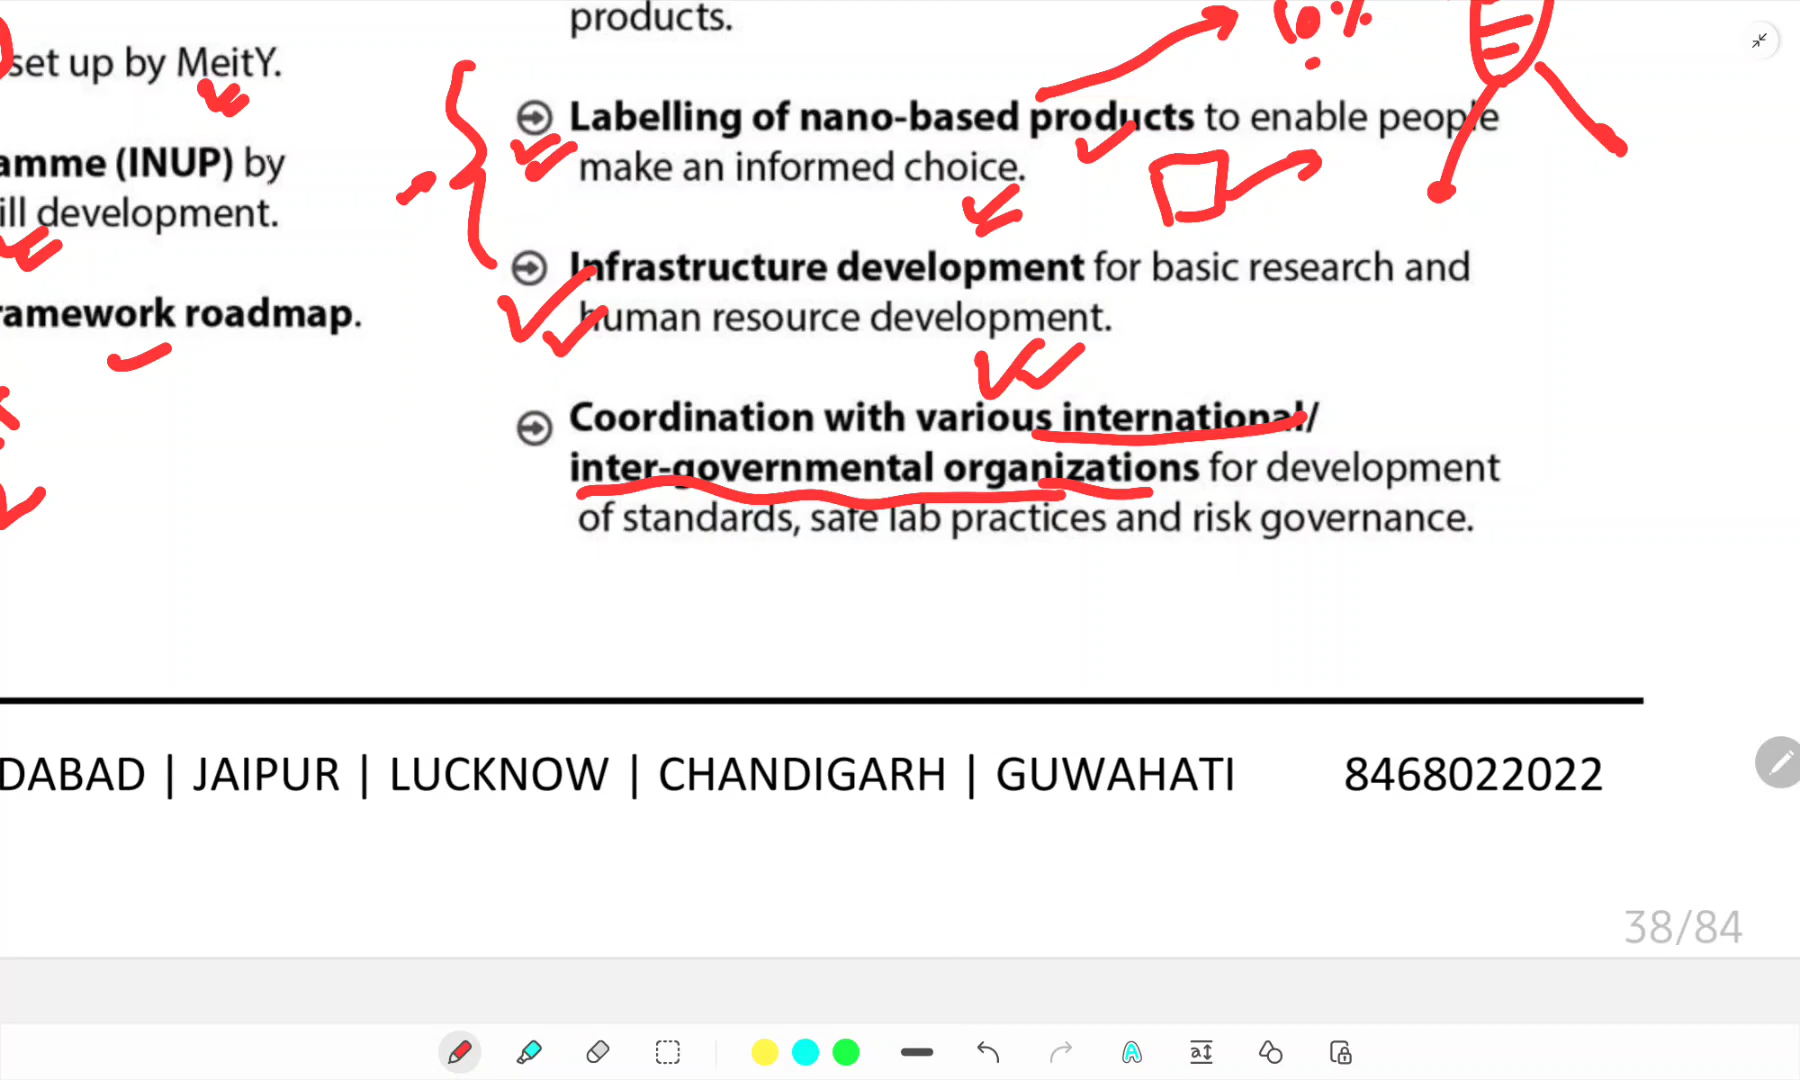 set up by MeitY.
amme (INUP) by
ill development.
ramework roadmap.
products.
Labelling of nano-based products to enable people
make an informed choice.
Infrastructure development for basic research and
human resource development.
Coordination with various international/
inter-governmental organizations for development
of standards, safe lab practices and risk governance.
DABAD | JAIPUR | LUCKNOW | CHANDIGARH | GUWAHATI 8468022022
38/84